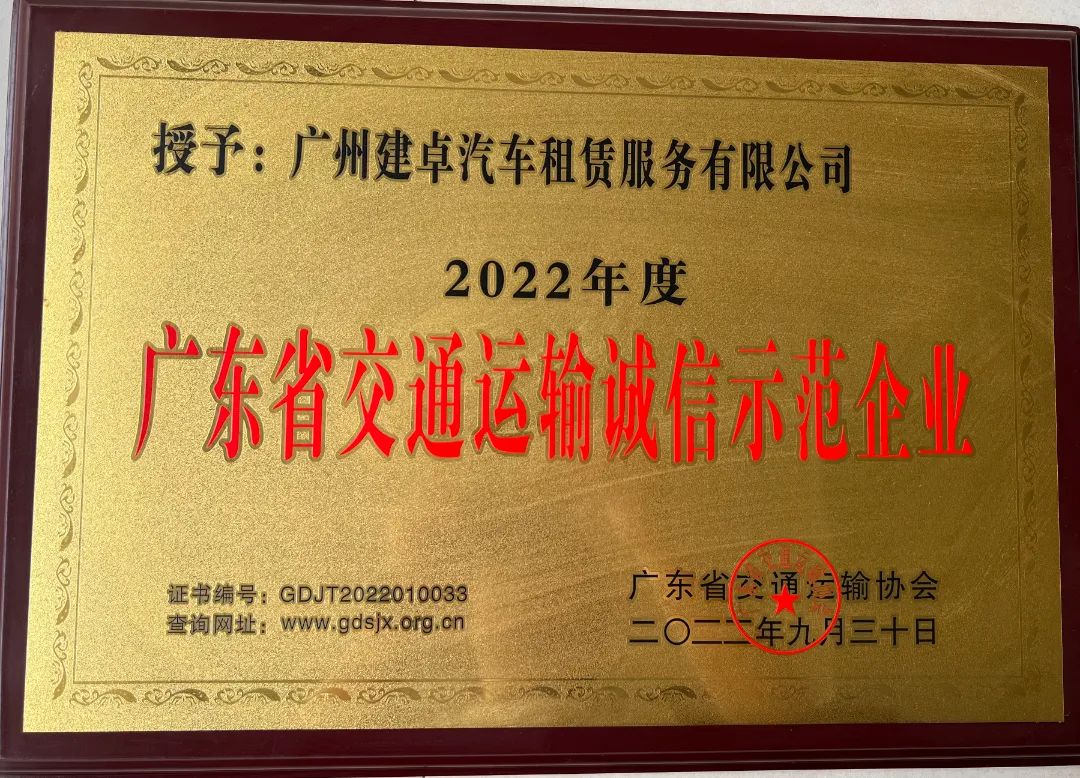 授予：广州建卓汽车租赁服务有限公司
2022年度
广东省交通运输诚信示范企业
证书编号：GDJT2022010033
查询网址：www.gdsjx.org.cn
广东省交通运输协会
二〇二二年九月三十日